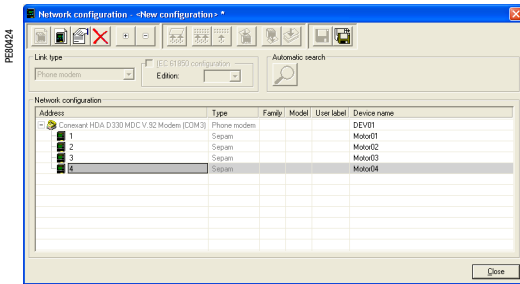 PE80424
Network configuration - <New configuration> *
Link type
Phone modem
IEC 61850 configuration
Edition:
Automatic search
Network configuration
Address Type Family Model User label Device name
Conexant HDA D330 MDC V.92 Modem (COM3) Phone modem DEV01
1 Sepam Motor01
2 Sepam Motor02
3 Sepam Motor03
4 Sepam Motor04
Close